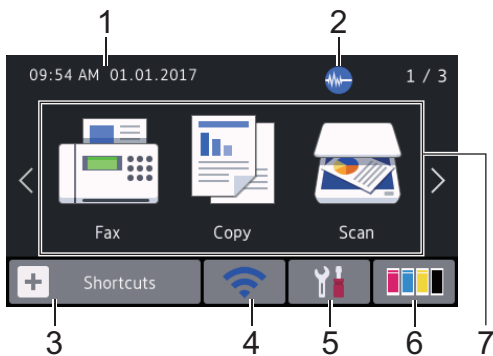 1 2
09:54 AM 01.01.2017 1 / 3
Fax Copy Scan
+ Shortcuts
3 4 5 6 7